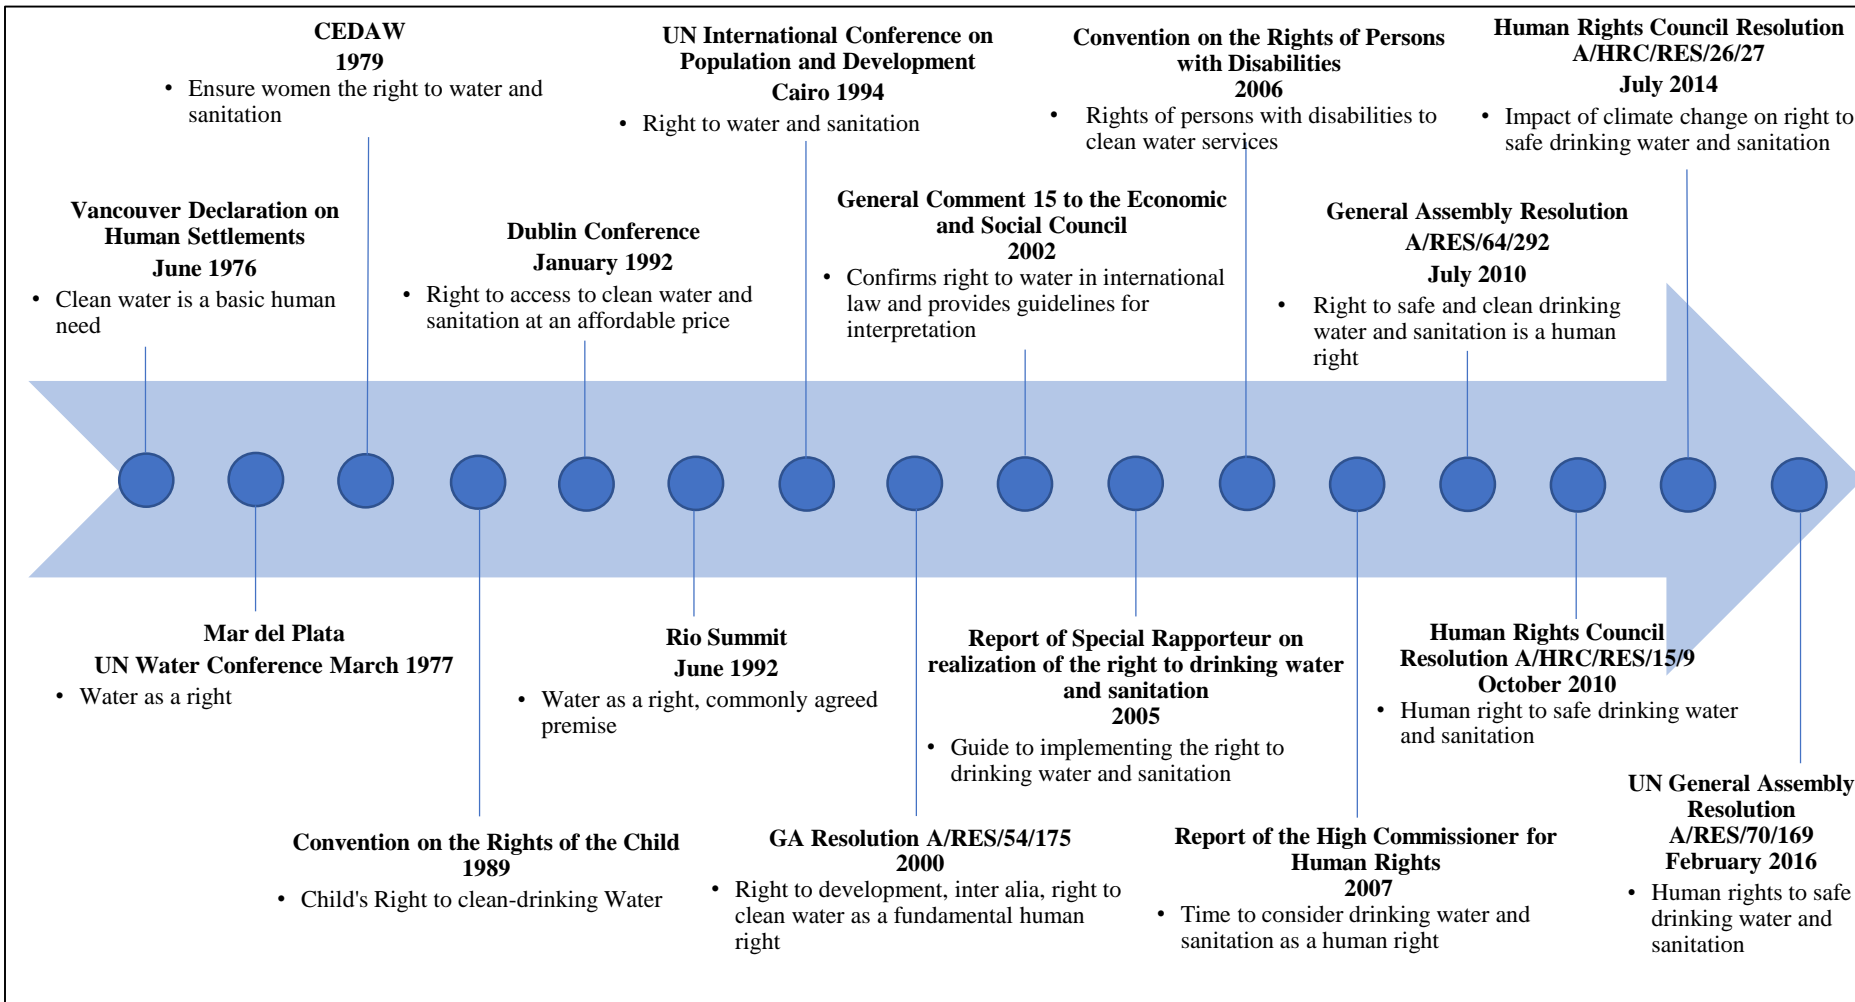 CEDAW
1979
• Ensure women the right to water and
sanitation
UN International Conference on
Population and Development
Cairo 1994
• Right to water and sanitation
Convention on the Rights of Persons
with Disabilities
2006
• Rights of persons with disabilities to
clean water services
Human Rights Council Resolution
A/HRC/RES/26/27
July 2014
• Impact of climate change on right to
safe drinking water and sanitation
Vancouver Declaration on
Human Settlements
June 1976
• Clean water is a basic human
need
Dublin Conference
January 1992
• Right to access to clean water and
sanitation at an affordable price
General Comment 15 to the Economic
and Social Council
2002
• Confirms right to water in international
law and provides guidelines for
interpretation
General Assembly Resolution
A/RES/64/292
July 2010
• Right to safe and clean drinking
water and sanitation is a human
right
Mar del Plata
UN Water Conference March 1977
• Water as a right
Rio Summit
June 1992
• Water as a right, commonly agreed
premise
Report of Special Rapporteur on
realization of the right to drinking water
and sanitation
2005
• Guide to implementing the right to
drinking water and sanitation
Human Rights Council
Resolution A/HRC/RES/15/9
October 2010
• Human right to safe drinking water
and sanitation
Convention on the Rights of the Child
1989
• Child's Right to clean-drinking Water
GA Resolution A/RES/54/175
2000
• Right to development, inter alia, right to
clean water as a fundamental human
right
Report of the High Commissioner for
Human Rights
2007
• Time to consider drinking water and
sanitation as a human right
UN General Assembly
Resolution
A/RES/70/169
February 2016
• Human rights to safe
drinking water and
sanitation